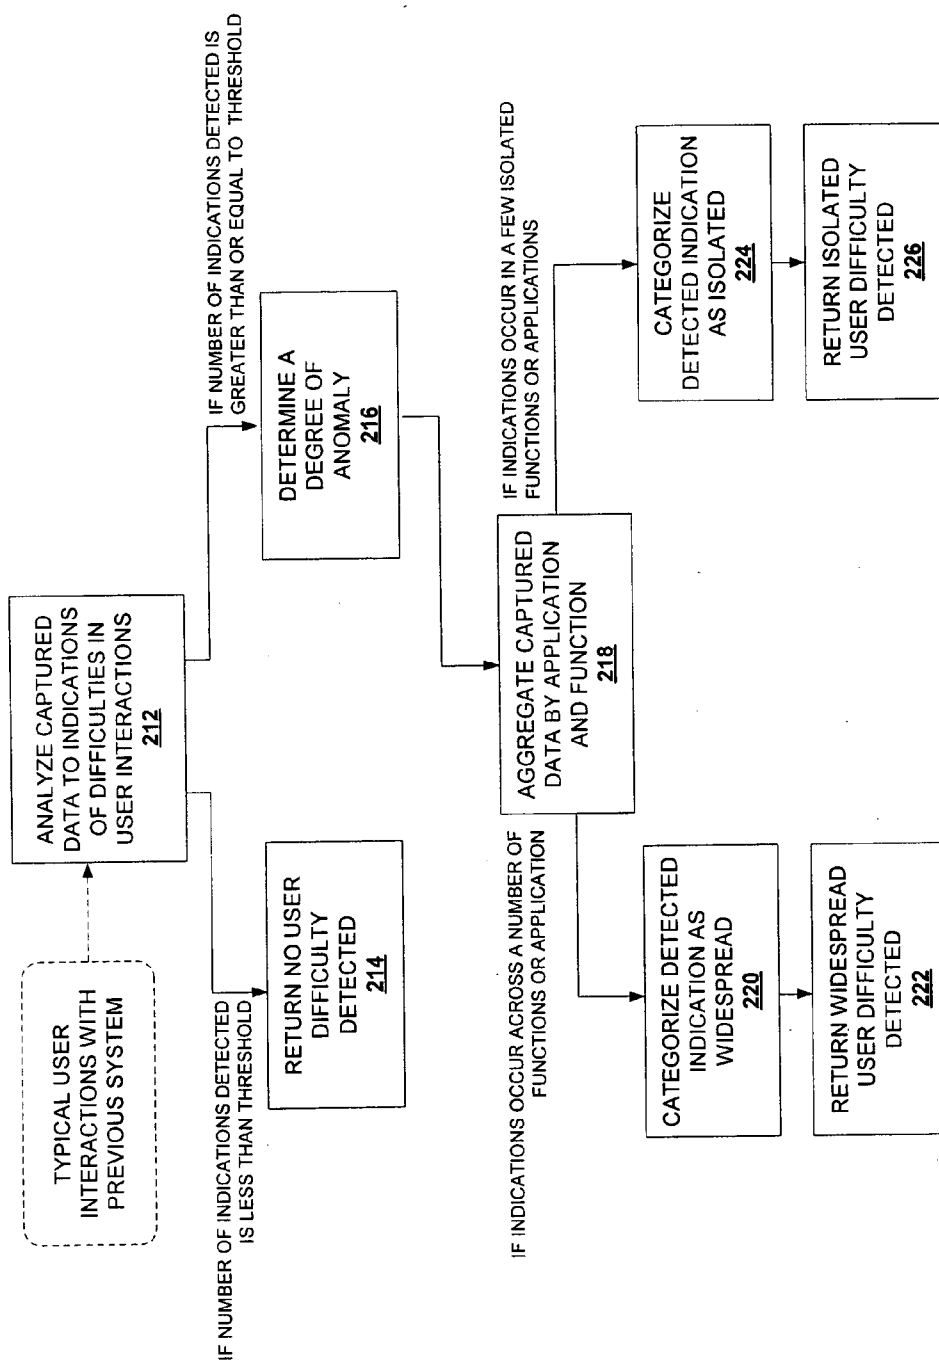 TYPICAL USER
INTERACTIONS WITH
PREVIOUS SYSTEM
ANALYZE CAPTURED
DATA TO INDICATIONS
OF DIFFICULTIES IN
USER INTERACTIONS
212
IF NUMBER OF INDICATIONS DETECTED
IS LESS THAN THRESHOLD
IF NUMBER OF INDICATIONS DETECTED IS
GREATER THAN OR EQUAL TO THRESHOLD
RETURN NO USER
DIFFICULTY
DETECTED
214
DETERMINE A
DEGREE OF
ANOMALY
216
IF INDICATIONS OCCUR ACROSS A NUMBER OF
FUNCTIONS OR APPLICATION
AGGREGATE CAPTURED
DATA BY APPLICATION
AND FUNCTION
218
IF INDICATIONS OCCUR IN A FEW ISOLATED
FUNCTIONS OR APPLICATIONS
CATEGORIZE DETECTED
INDICATION AS
WIDESPREAD
220
CATEGORIZE
DETECTED INDICATION
AS ISOLATED
224
RETURN WIDESPREAD
USER DIFFICULTY
DETECTED
222
RETURN ISOLATED
USER DIFFICULTY
DETECTED
226